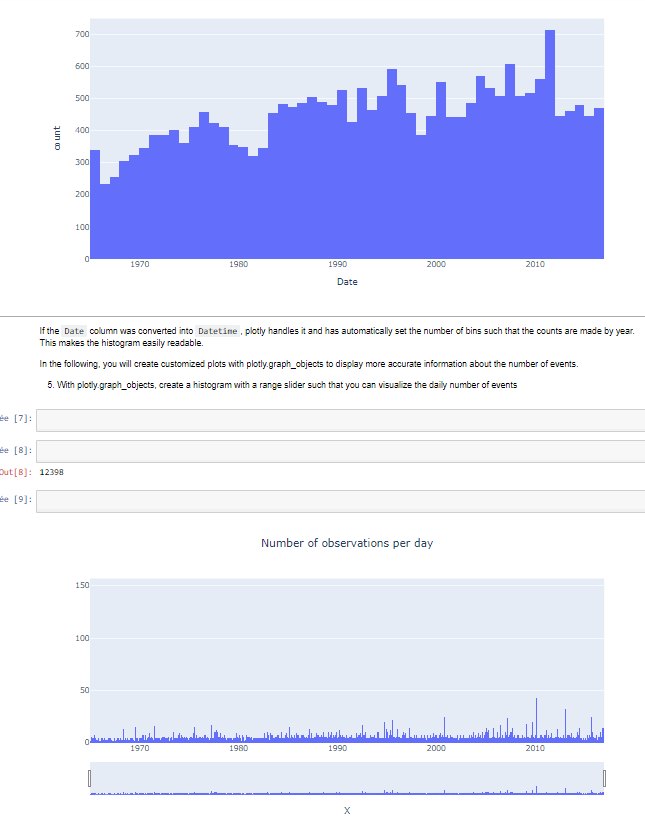 700
600
500
400
300
200
100
0
count
1970 1980 1990 2000 2010
Date
If the Date column was converted into Datetime , plotly handles it and has automatically set the number of bins such that the counts are made by year.
This makes the histogram easily readable.
In the following, you will create customized plots with plotly.graph_objects to display more accurate information about the number of events.
5. With plotly.graph_objects, create a histogram with a range slider such that you can visualize the daily number of events
ée [7]:
ée [8]:
Out[8]: 12398
ée [9]:
Number of observations per day
150
100
50
0
1970 1980 1990 2000 2010
X